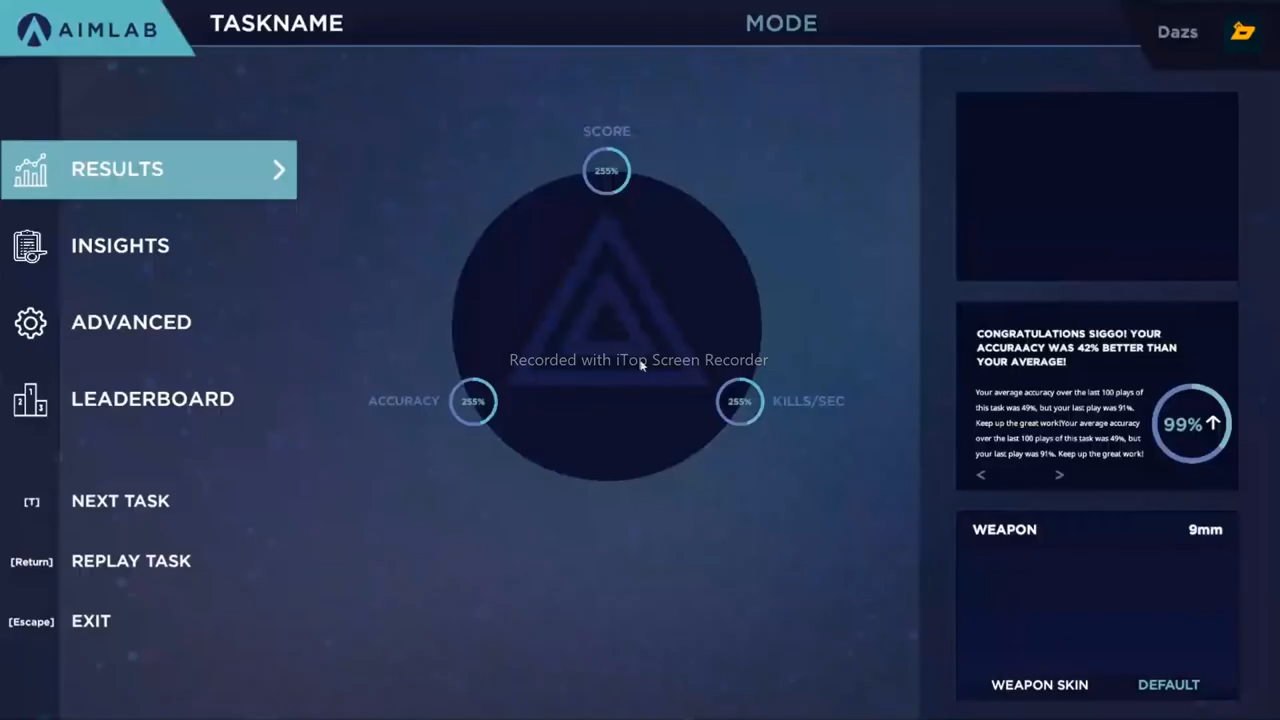 AIMLAB
TASKNAME
MODE
Dazs
RESULTS
INSIGHTS
ADVANCED
LEADERBOARD
[T] NEXT TASK
[Return] REPLAY TASK
[Escape] EXIT
SCORE
255%
ACCURACY 255%
255% KILLS/SEC
Recorded with iTop Screen Recorder
CONGRATULATIONS SIGGO! YOUR
ACCURAACY WAS 42% BETTER THAN
YOUR AVERAGE!
Your average accuracy over the last 100 plays of
this task was 49%, but your last play was 91%.
Keep up the great work!Your average accuracy
over the last 100 plays of this task was 49%, but
your last play was 91%. Keep up the great work!
99%
< >
WEAPON 9mm
WEAPON SKIN DEFAULT